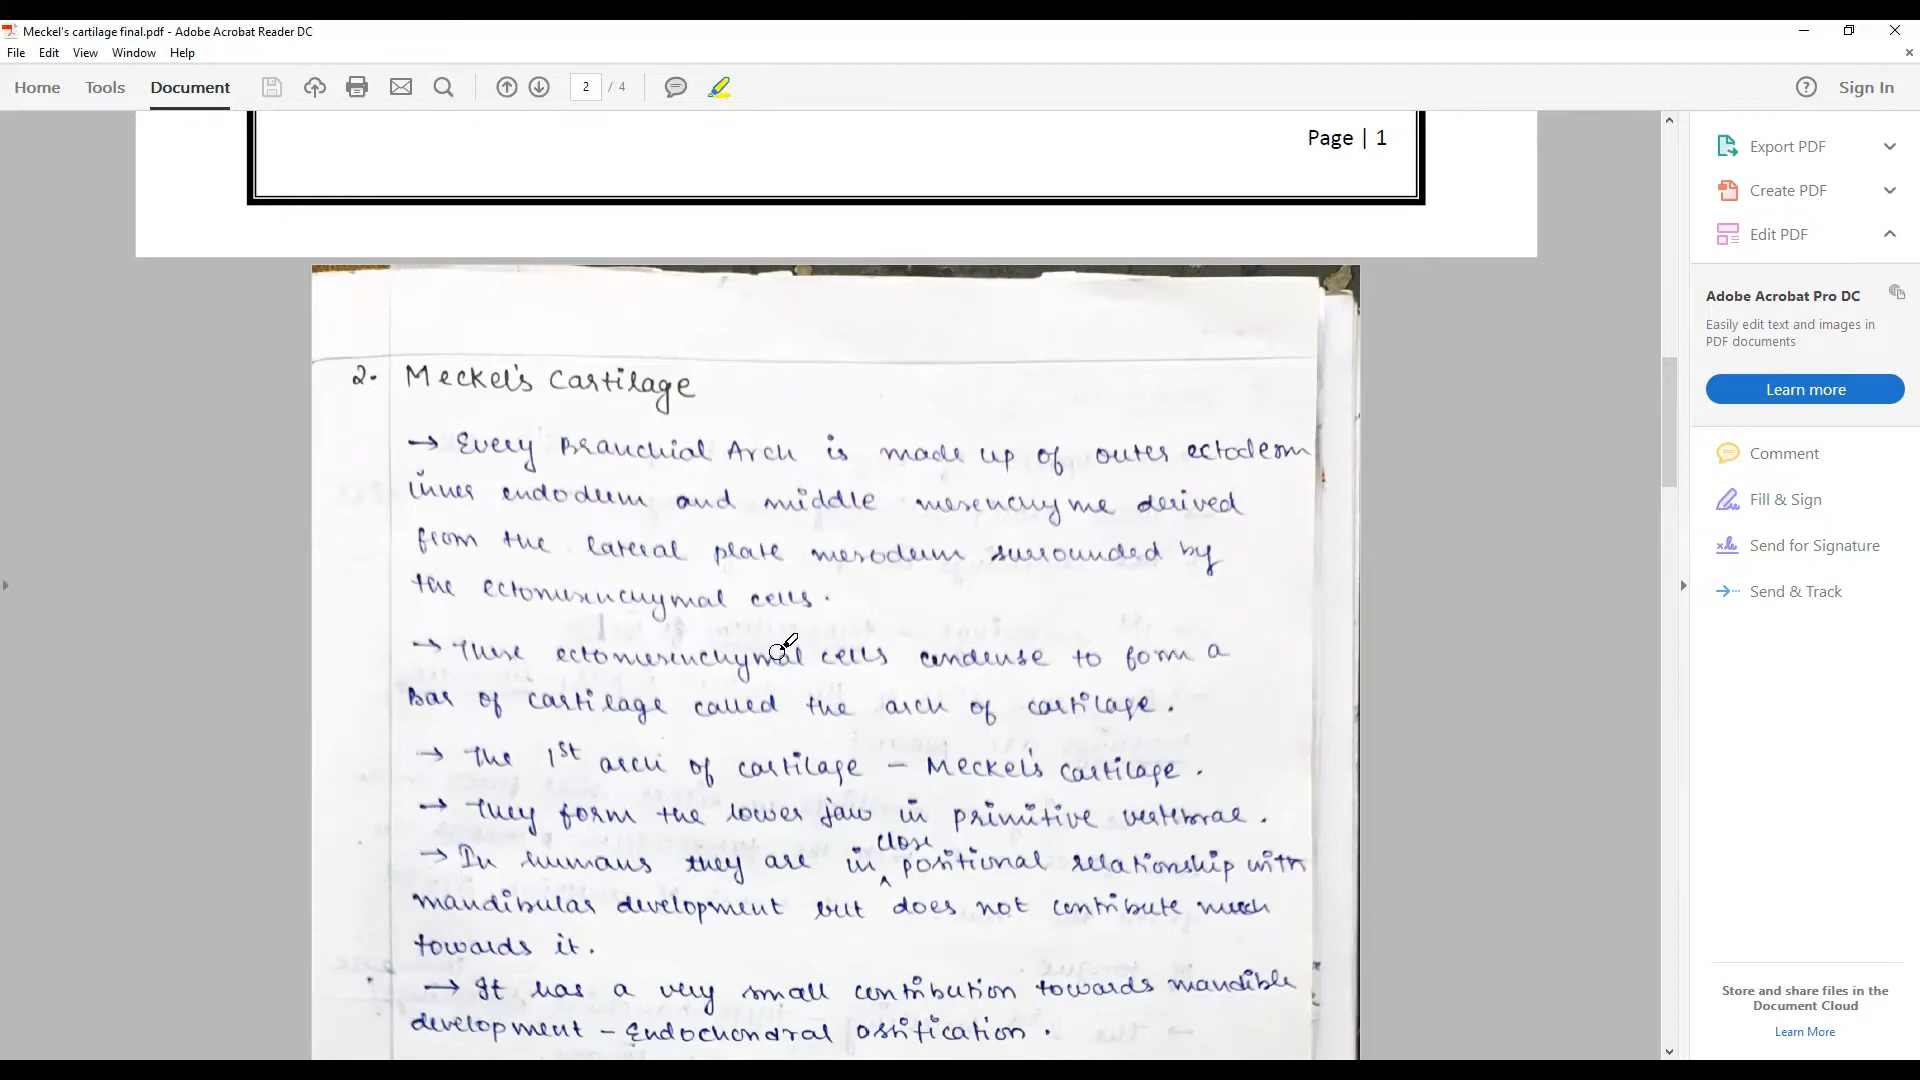 Meckel's cartilage final.pdf - Adobe Acrobat Reader DC
File Edit View Window Help
Home Tools Document 2 / 4 Sign In
Page | 1
2. Meckel's Cartilage
→ Every Branchial Arch is made up of outer ectoderm
inner endoderm and middle mesenchyme derived
from the lateral plate mesoderm surrounded by
the ectomesenchymal cells.
→ These ectomesenchymal cells condense to form a
Bar of cartilage called the arch of cartilage.
→ The 1st arch of cartilage – Meckel's cartilage.
→ They form the lower jaw in primitive vertebrae.
→ In humans they are in close positional relationship with
mandibular development but does not contribute much
towards it.
→ It has a very small contribution towards mandible
development – Endochondral ossification.
Export PDF
Create PDF
Edit PDF
Adobe Acrobat Pro DC
Easily edit text and images in
PDF documents
Learn more
Comment
Fill & Sign
Send for Signature
Send & Track
Store and share files in the
Document Cloud
Learn More